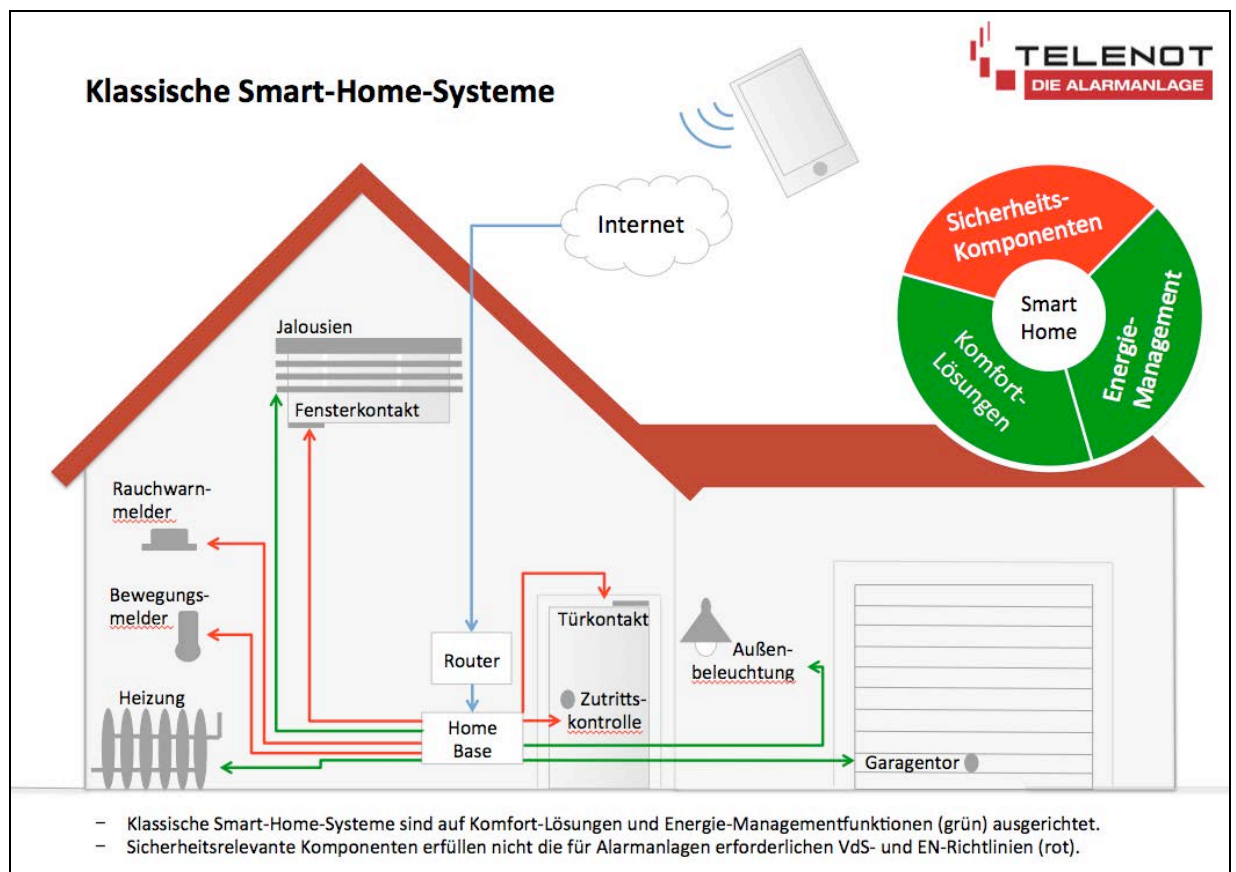 Klassische Smart-Home-Systeme
TELENOT
DIE ALARMANLAGE
Internet
Sicherheits-
Komponenten
Smart
Home
Energie-
Management
Komfort-
Lösungen
Jalousien
Fensterkontakt
Rauchwarn-
melder
Bewegungs-
melder
Heizung
Router
Home
Base
Türkontakt
Zutritts-
kontrolle
Außen-
beleuchtung
Garagentor
– Klassische Smart-Home-Systeme sind auf Komfort-Lösungen und Energie-Managementfunktionen (grün) ausgerichtet.
– Sicherheitsrelevante Komponenten erfüllen nicht die für Alarmanlagen erforderlichen VdS- und EN-Richtlinien (rot).